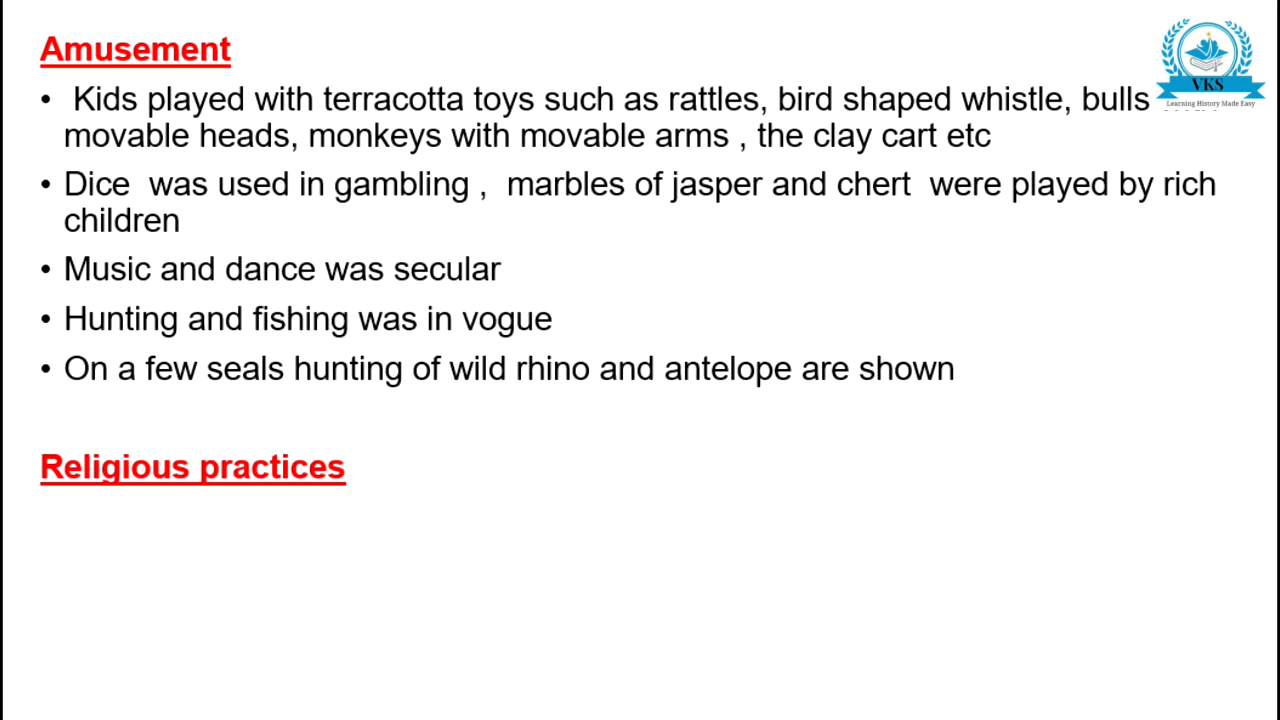 Amusement
• Kids played with terracotta toys such as rattles, bird shaped whistle, bulls
movable heads, monkeys with movable arms , the clay cart etc
• Dice was used in gambling , marbles of jasper and chert were played by rich
children
• Music and dance was secular
• Hunting and fishing was in vogue
• On a few seals hunting of wild rhino and antelope are shown
Religious practices
VKS
Learning History Made Easy